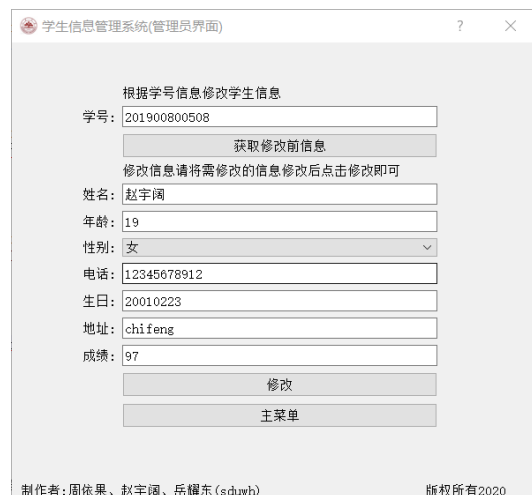 学生信息管理系统(管理员界面)
根据学号信息修改学生信息
学号: 201900800508
获取修改前信息
修改信息请将需修改的信息修改后点击修改即可
姓名: 赵宇阔
年龄: 19
性别: 女
电话: 12345678912
生日: 20010223
地址: chifeng
成绩: 97
修改
主菜单
制作者:周依果、赵宇阔、岳耀东(sduwh) 版权所有2020